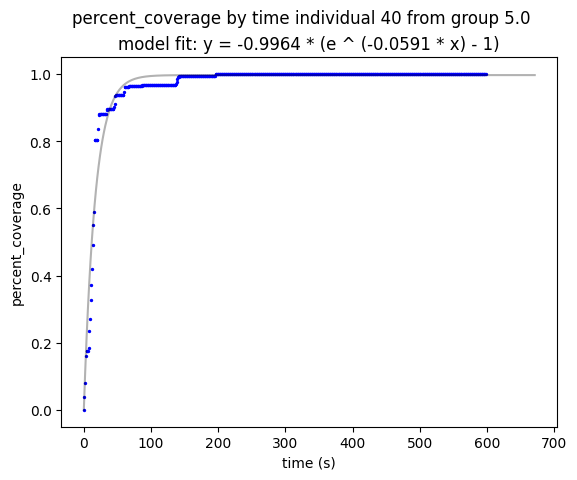 percent_coverage by time individual 40 from group 5.0
model fit: y = -0.9964 * (e ^ (-0.0591 * x) - 1)
1.0
0.8
0.6
0.4
0.2
0.0
percent_coverage
0 100 200 300 400 500 600 700
time (s)